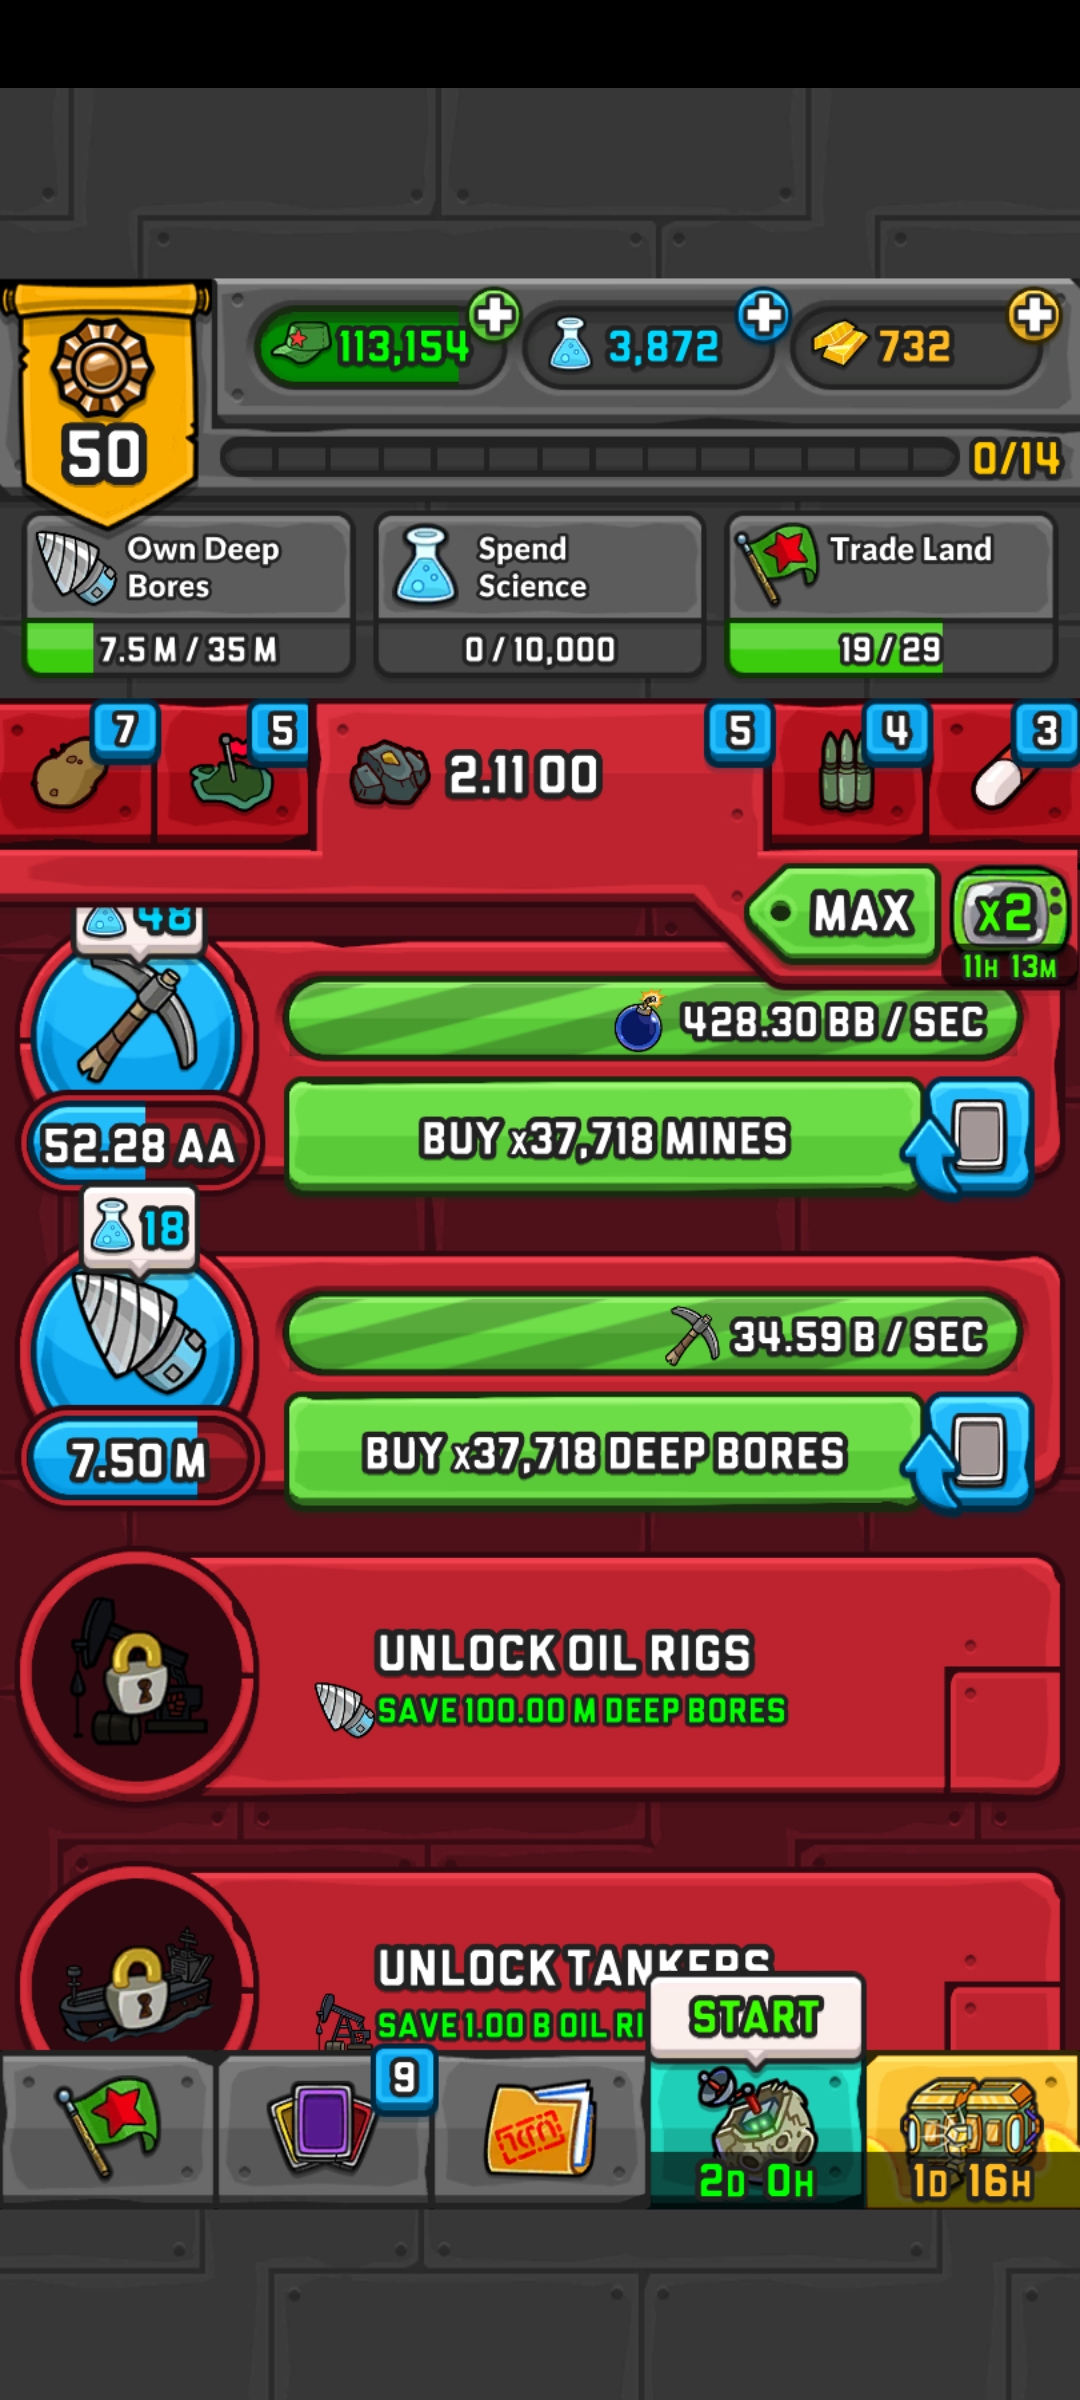 113,154
3,872
732
50
0/14
Own Deep
Bores
7.5 M / 35 M
Spend
Science
0 / 10,000
Trade Land
19 / 29
7
5
2.11 OO
5
4
3
MAX
x2
11H 13M
48
428.30 BB / SEC
52.28 AA
BUY x37,718 MINES
18
34.59 B / SEC
7.50 M
BUY x37,718 DEEP BORES
UNLOCK OIL RIGS
SAVE 100.00 M DEEP BORES
UNLOCK TANKERS
SAVE 1.00 B OIL RI
START
9
2D 0H
1D 16H